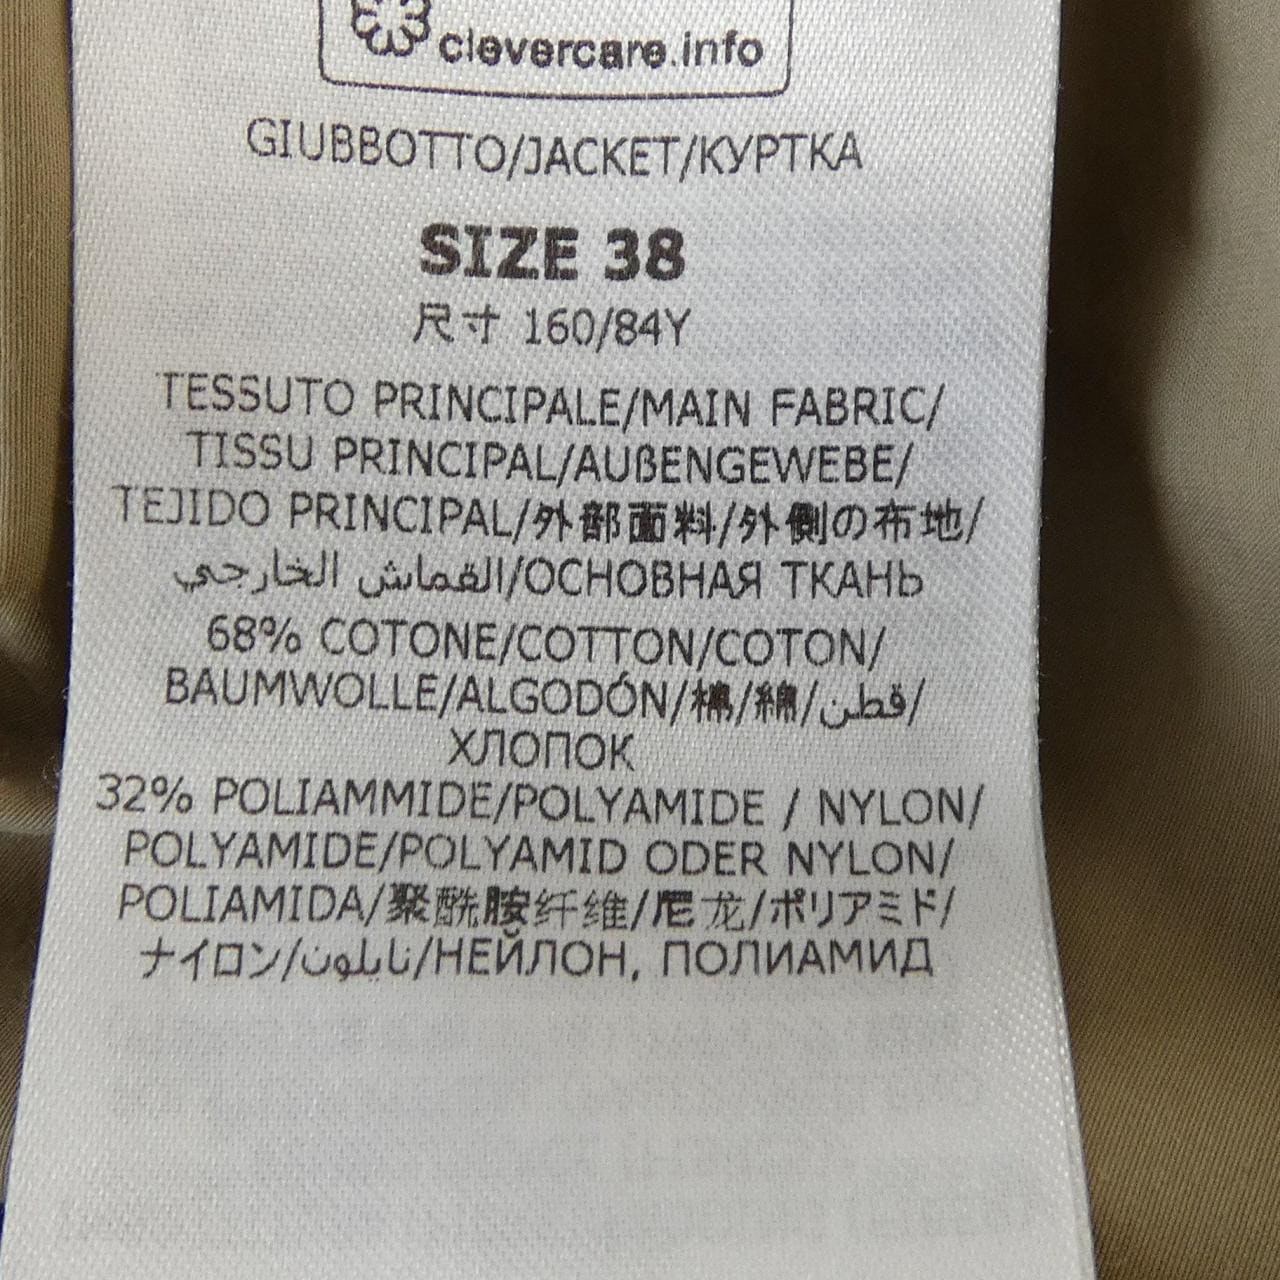 clevercare.info
GIUBBOTTO/JACKET/КУРТКА
SIZE 38
尺寸 160/84Y
TESSUTO PRINCIPALE/MAIN FABRIC/
TISSU PRINCIPAL/AUßENGEWEBE/
TEJIDO PRINCIPAL/外部面料/外側の布地/
القماش الخارجي/ОСНОВНАЯ ТКАНЬ
68% COTONE/COTTON/COTON/
BAUMWOLLE/ALGODÓN/棉/綿/قطن/
ХЛОПОК
32% POLIAMMIDE/POLYAMIDE / NYLON/
POLYAMIDE/POLYAMID ODER NYLON/
POLIAMIDA/聚酰胺纤维/尼龙/ポリアミド/
ナイロン/نايلون/НЕЙЛОН, ПОЛИАМИД